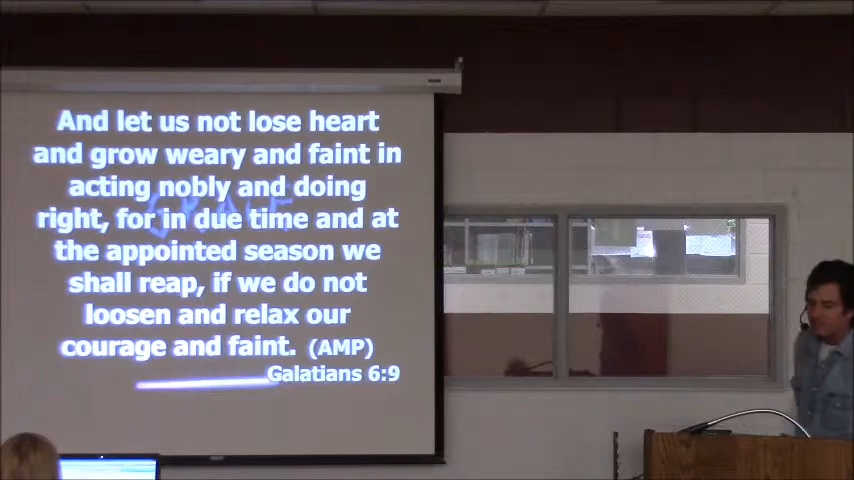 And let us not lose heart
and grow weary and faint in
acting nobly and doing
right, for in due time and at
the appointed season we
shall reap, if we do not
loosen and relax our
courage and faint. (AMP)
Galatians 6:9